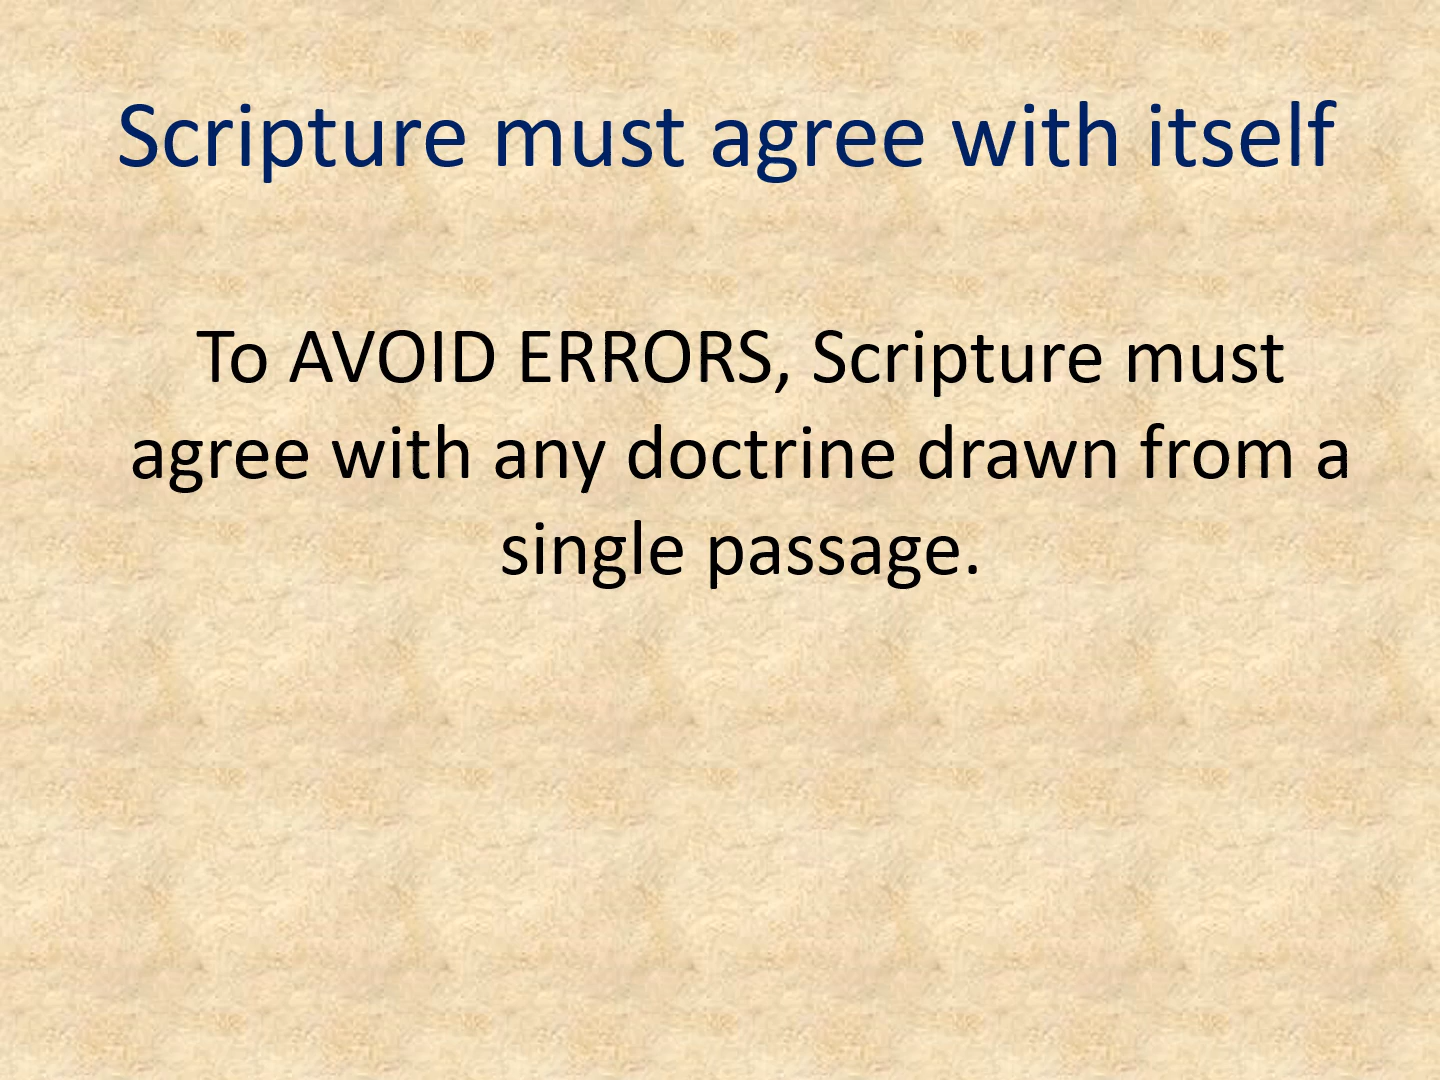 Scripture must agree with itself
To AVOID ERRORS, Scripture must
agree with any doctrine drawn from a
single passage.